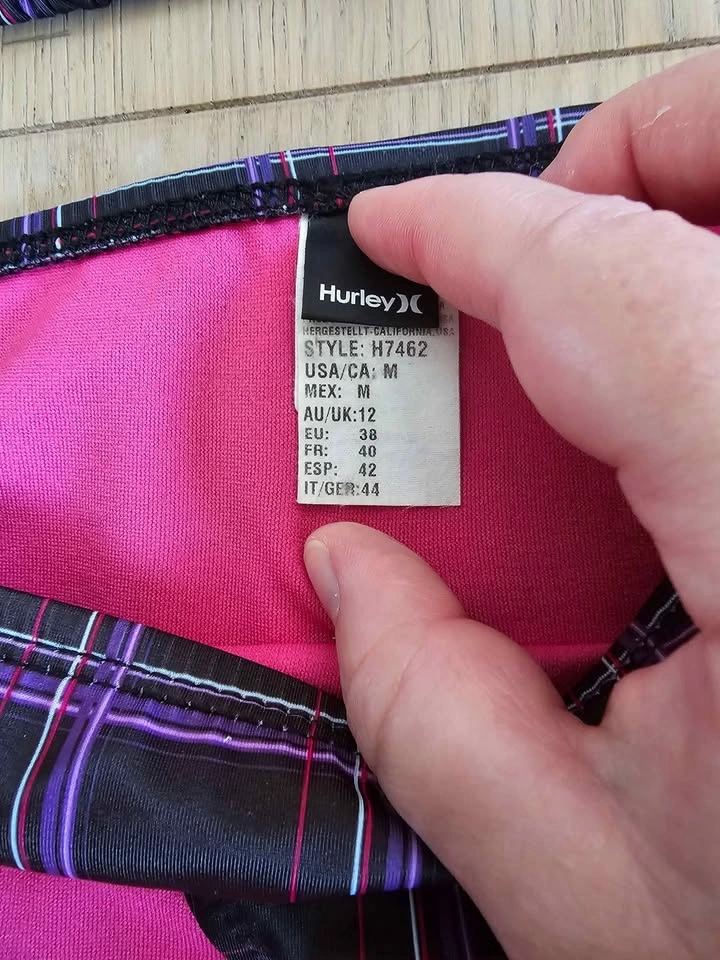 Hurley
HERGESTELLT-CALIFORNIA, USA
STYLE: H7462
USA/CA: M
MEX: M
AU/UK:12
EU: 38
FR: 40
ESP: 42
IT/GER:44